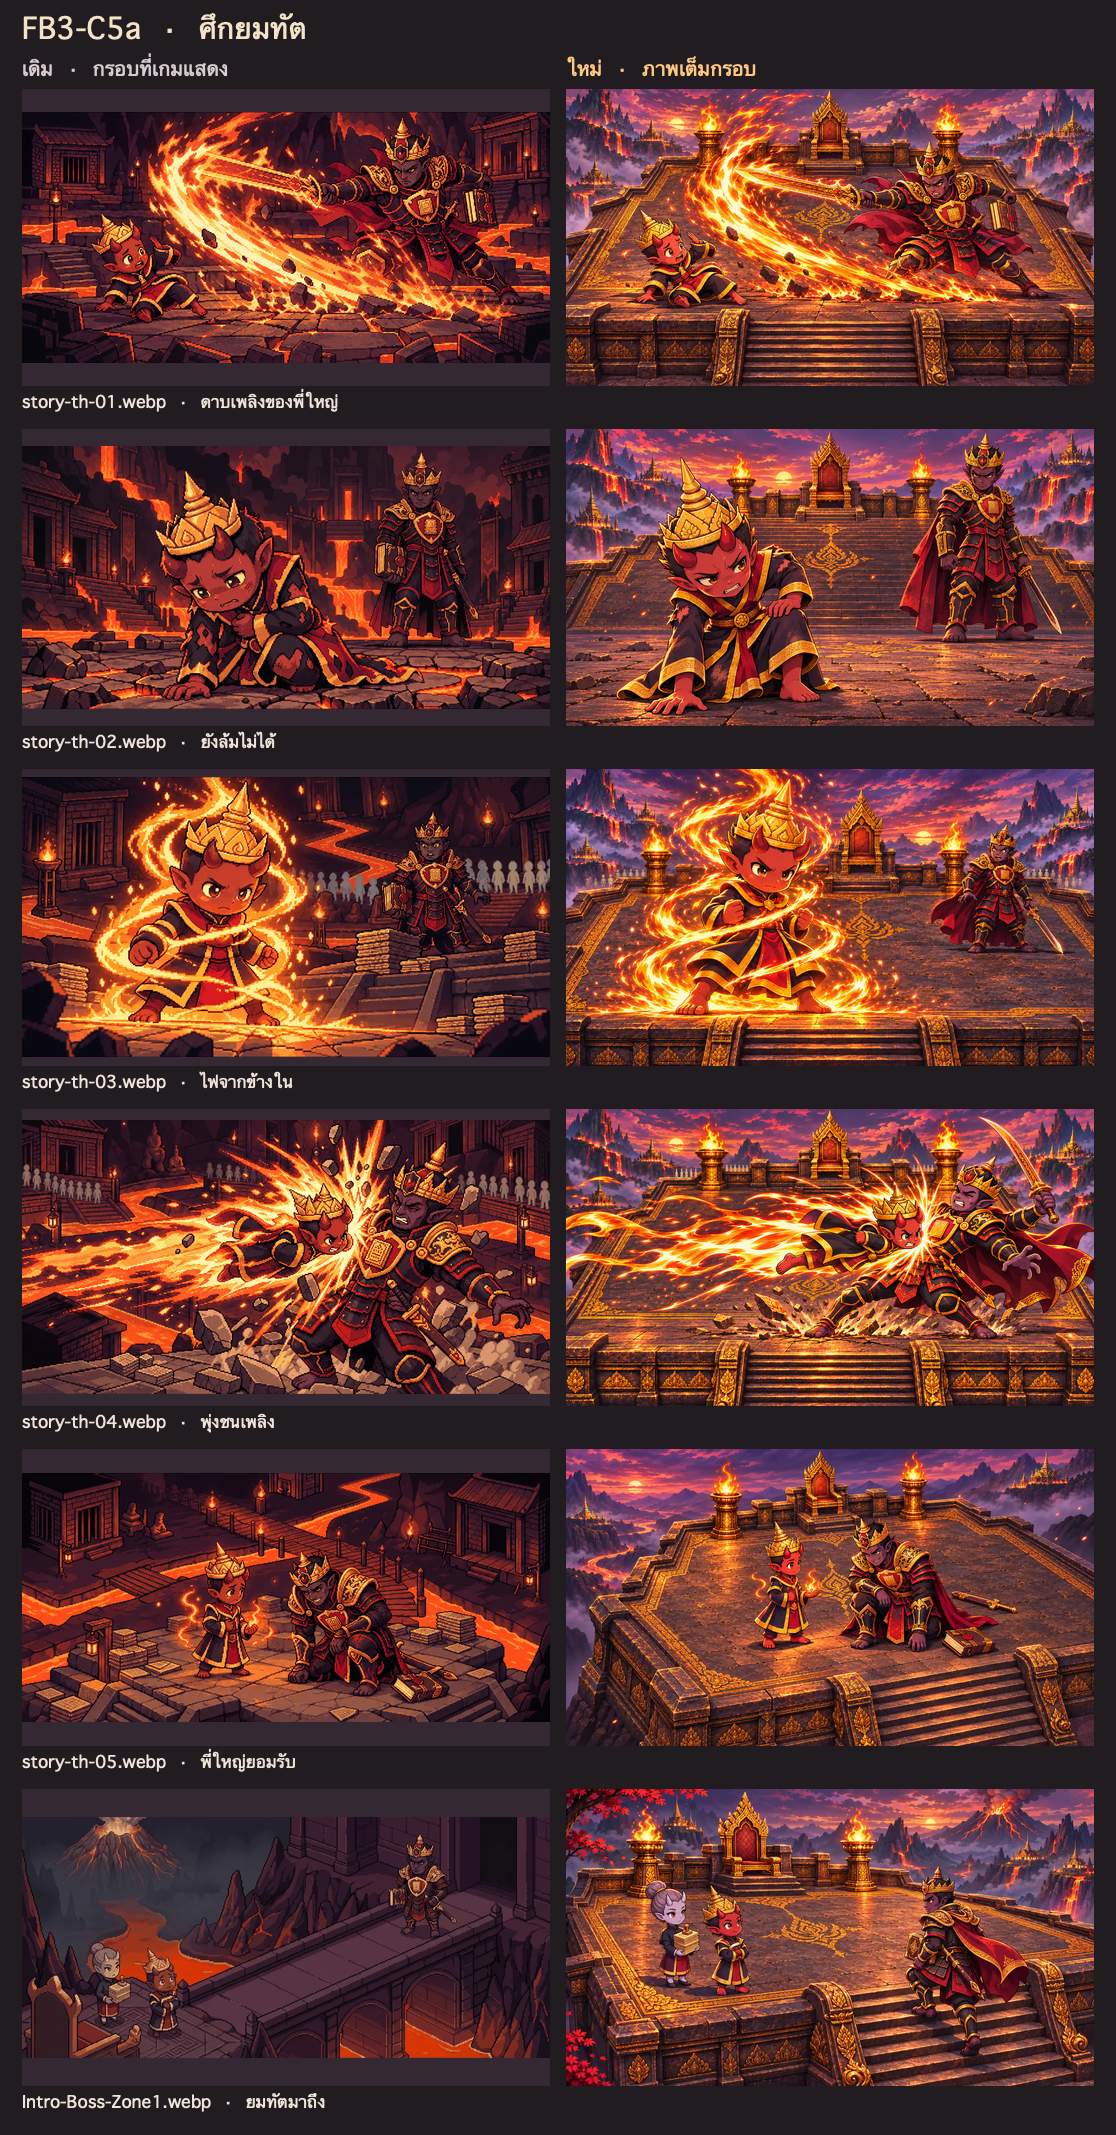 FB3-C5a · ศึกยมทัต
เดิม · กรอบที่เกมแสดง
ใหม่ · ภาพเต็มกรอบ
story-th-01.webp · ดาบเพลิงของพี่ใหญ่
story-th-02.webp · ยังล้มไม่ได้
story-th-03.webp · ไฟจากข้างใน
story-th-04.webp · พุ่งชนเพลิง
story-th-05.webp · พี่ใหญ่ยอมรับ
Intro-Boss-Zone1.webp · ยมทัตมาถึง